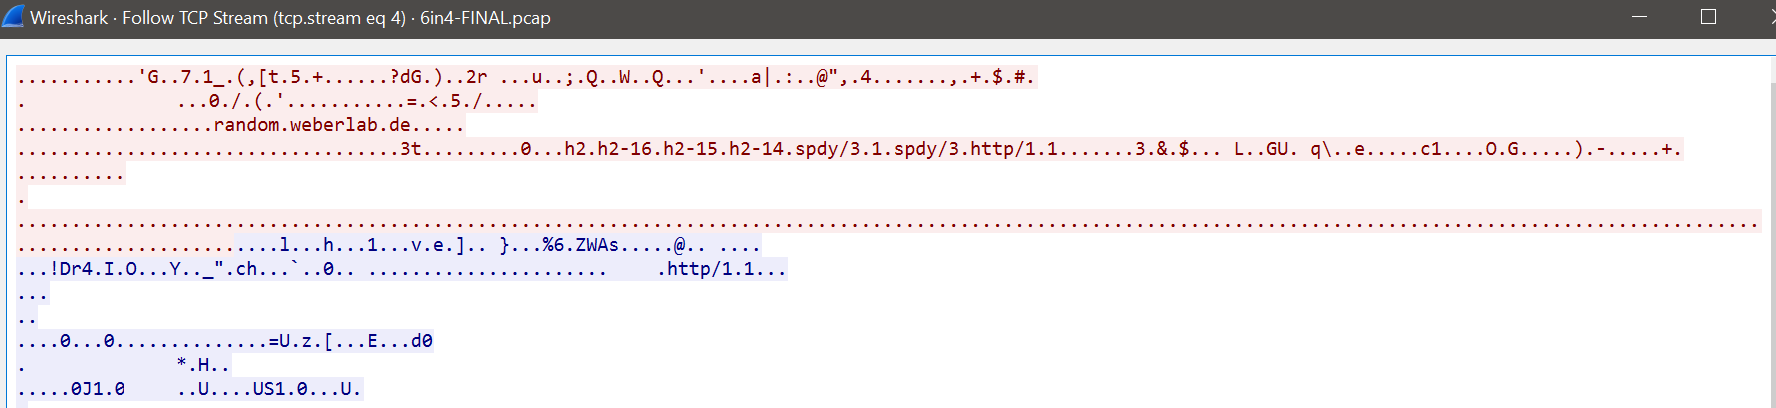 Wireshark · Follow TCP Stream (tcp.stream eq 4) · 6in4-FINAL.pcap
...........'G..7.1_.(,[t.5.+......?dG.)..2r ...u..;.Q..W..Q...'....a|.:..@",.4.......,.+.$.#.
. ...0./.(.'...........=.<.5./.....
..................random.weberlab.de.....
...................................3t.........0...h2.h2-16.h2-15.h2-14.spdy/3.1.spdy/3.http/1.1.......3.&.$... L..GU. q\..e.....c1....O.G.....).-.....+.
..........
.
................................................................................................................................................................
........................l...h...1...v.e.].. }...%6.ZWAs.....@.. ....
...!Dr4.I.O...Y.._".ch...`..0.. ...................... .http/1.1...
...
..
....0...0..............=U.z.[...E...d0
. *.H..
.....0J1.0 ..U....US1.0...U.